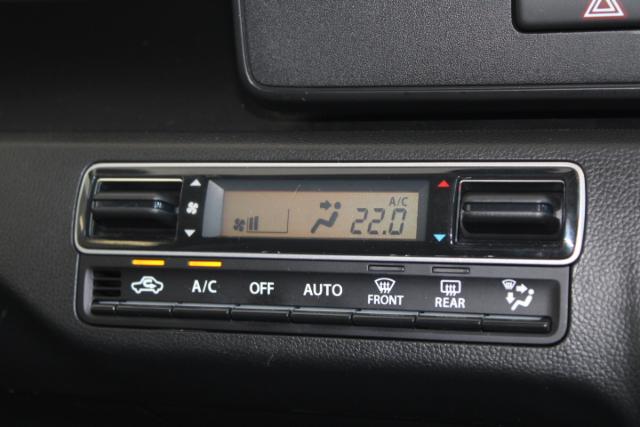 A/C
22.0
A/C OFF AUTO FRONT REAR